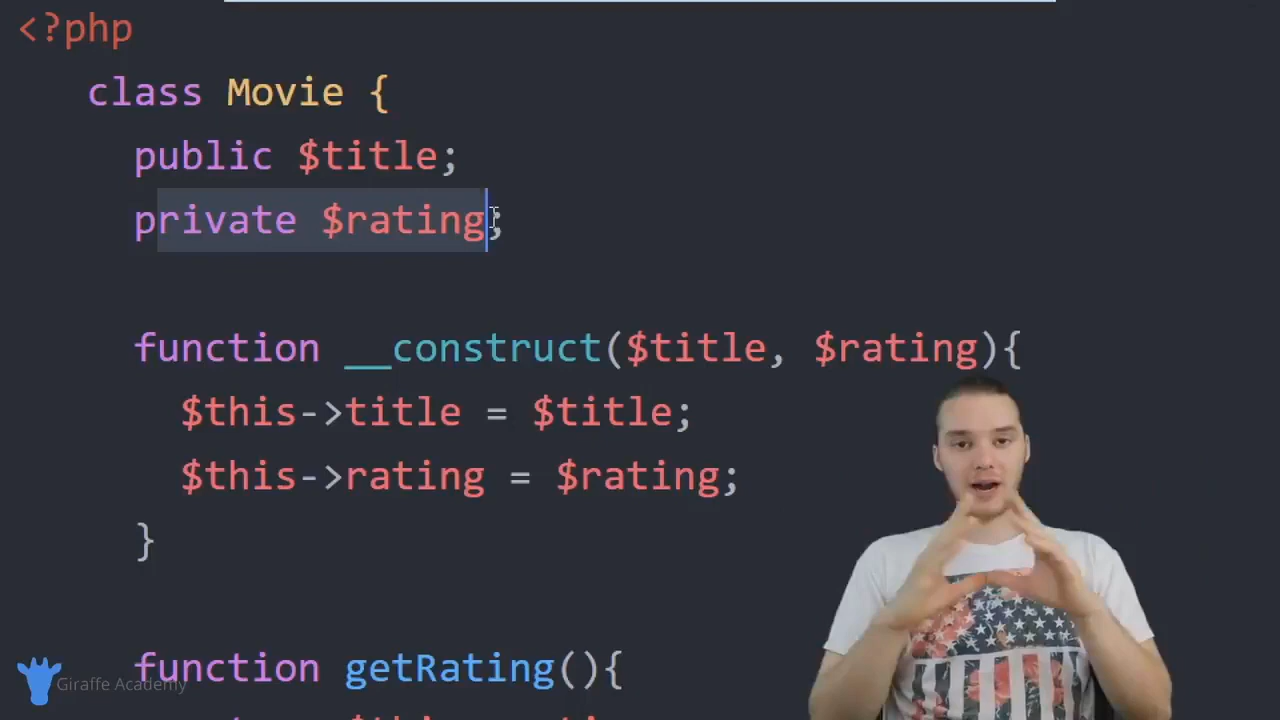 <?php
class Movie {
public $title;
private $rating;
function __construct($title, $rating){
$this->title = $title;
$this->rating = $rating;
}
function getRating(){
Giraffe Academy